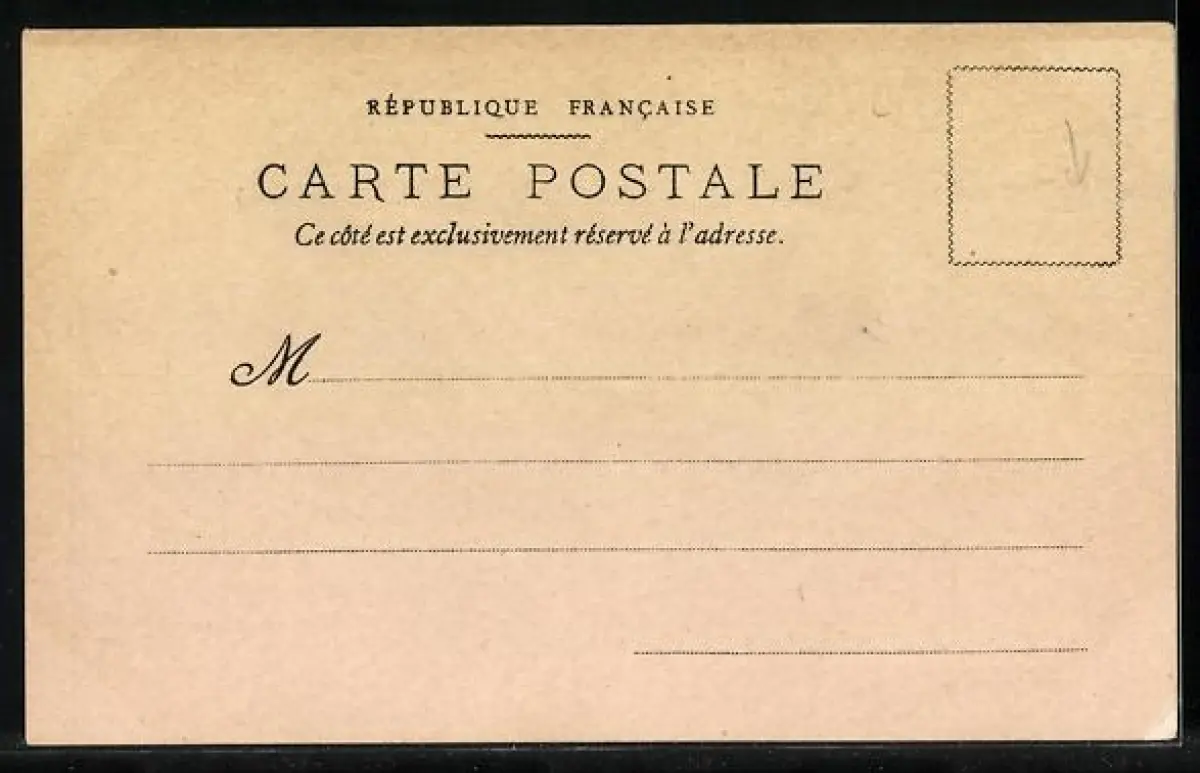 RÉPUBLIQUE FRANÇAISE
CARTE POSTALE
Ce côté est exclusivement réservé à l'adresse.
M